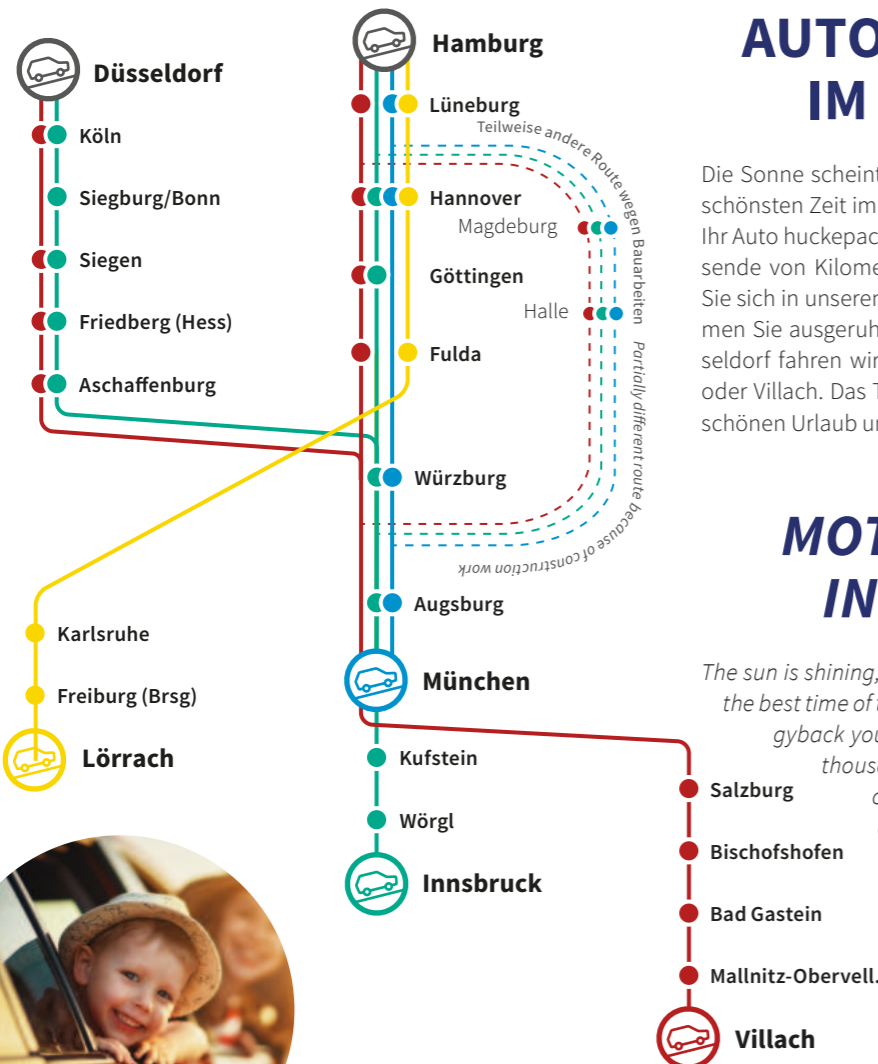 Düsseldorf
Köln
Siegburg/Bonn
Siegen
Friedberg (Hess)
Aschaffenburg
Hamburg
Lüneburg
Teilweise andere Route wegen Bauarbeiten
Hannover
Magdeburg
Göttingen
Halle
Fulda
Partially different route because of construction work
Würzburg
Augsburg
München
Karlsruhe
Freiburg (Brsg)
Lörrach
Kufstein
Wörgl
Innsbruck
Salzburg
Bischofshofen
Bad Gastein
Mallnitz-Obervell.
Villach
AUTO
IM
Die Sonne scheint
schönsten Zeit im
Ihr Auto huckepac
sende von Kilome
Sie sich in unserer
men Sie ausgeruh
seldorf fahren wir
oder Villach. Das T
schönen Urlaub u
MOT
IN
The sun is shining,
the best time of t
gyback you
thous